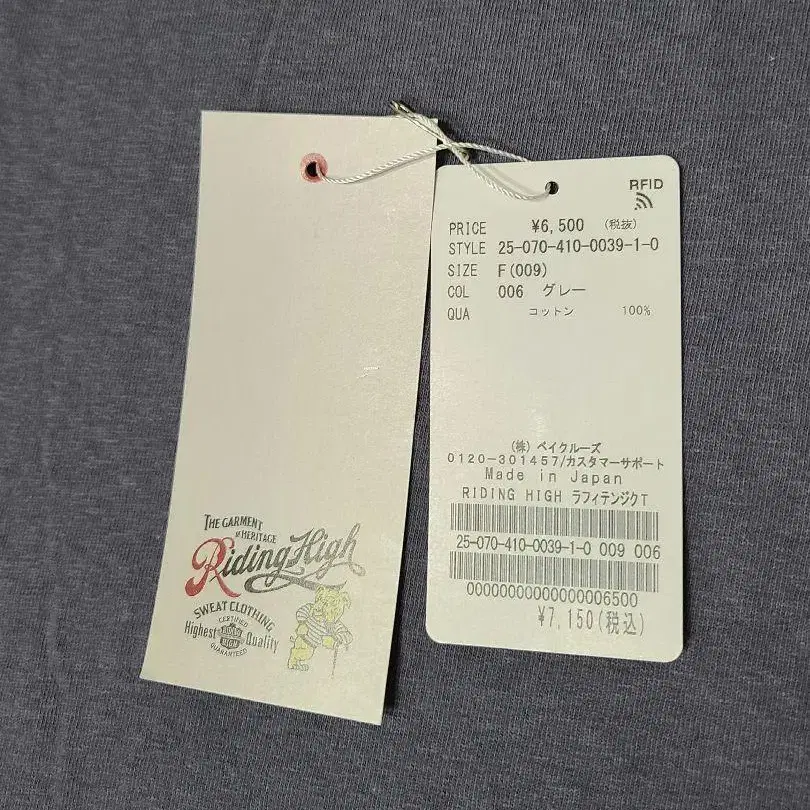 THE GARMENT
of HERITAGE
Riding High
SWEAT CLOTHING
CERTIFIED
Highest Quality
GUARANTEED
RFID
PRICE ¥6,500 (税抜)
STYLE 25-070-410-0039-1-0
SIZE F(009)
COL 006 グレー
QUA コットン 100%
(株) ベイクルーズ
0120-301457/カスタマーサポート
Made in Japan
RIDING HIGH ラフィテンジクT
25-070-410-0039-1-0 009 006
00000000000000006500
¥7,150(税込)